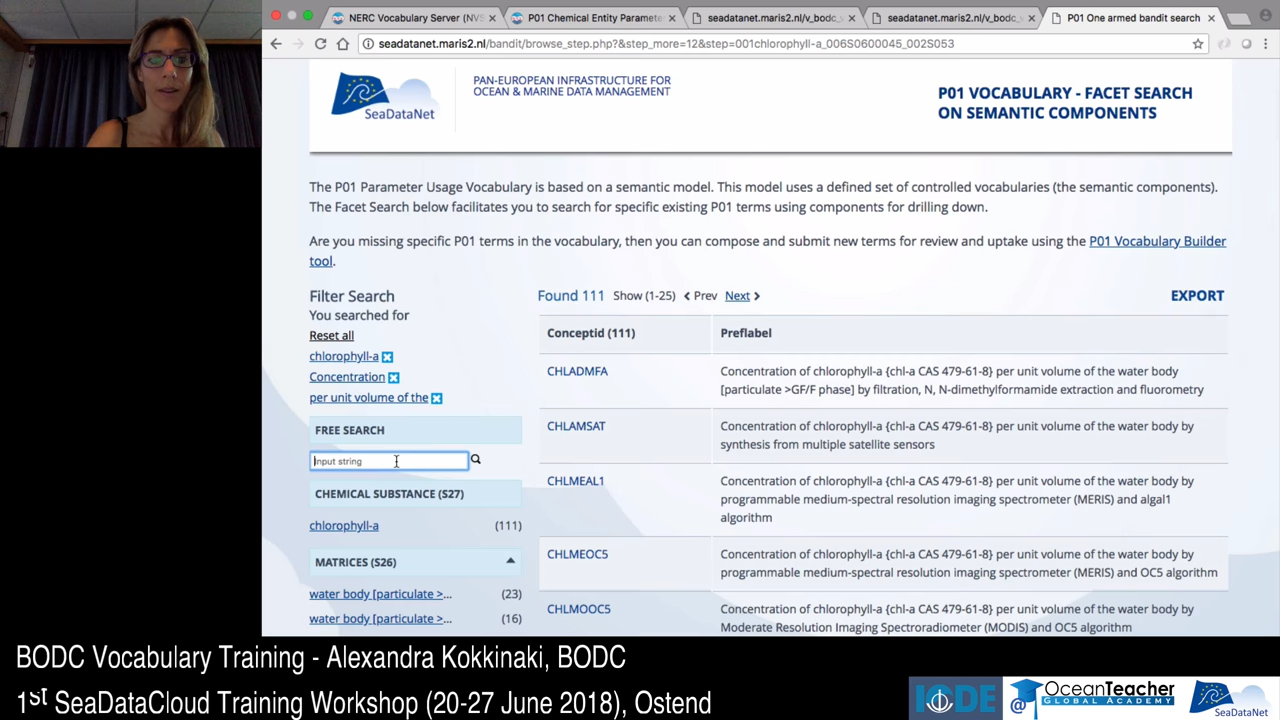 NERC Vocabulary Server (NVS
P01 Chemical Entity Paramete
seadatanet.maris2.nl/v_bodc_
seadatanet.maris2.nl/v_bodc_
P01 One armed bandit search
seadatanet.maris2.nl/bandit/browse_step.php?&step_more=12&step=001chlorophyll-a_006S0600045_002S053
SeaDataNet
PAN-EUROPEAN INFRASTRUCTURE FOR
OCEAN & MARINE DATA MANAGEMENT
P01 VOCABULARY - FACET SEARCH
ON SEMANTIC COMPONENTS
The P01 Parameter Usage Vocabulary is based on a semantic model. This model uses a defined set of controlled vocabularies (the semantic components).
The Facet Search below facilitates you to search for specific existing P01 terms using components for drilling down.
Are you missing specific P01 terms in the vocabulary, then you can compose and submit new terms for review and uptake using the P01 Vocabulary Builder
tool.
Filter Search
You searched for
Reset all
chlorophyll-a
Concentration
per unit volume of the
FREE SEARCH
Input string
CHEMICAL SUBSTANCE (S27)
chlorophyll-a (111)
MATRICES (S26)
water body [particulate >... (23)
water body [particulate >... (16)
Found 111 Show (1-25) Prev Next
EXPORT
Conceptid (111) Preflabel
CHLADMFA
Concentration of chlorophyll-a {chl-a CAS 479-61-8} per unit volume of the water body
[particulate >GF/F phase] by filtration, N, N-dimethylformamide extraction and fluorometry
CHLAMSAT
Concentration of chlorophyll-a {chl-a CAS 479-61-8} per unit volume of the water body by
synthesis from multiple satellite sensors
CHLMEAL1
Concentration of chlorophyll-a {chl-a CAS 479-61-8} per unit volume of the water body by
programmable medium-spectral resolution imaging spectrometer (MERIS) and algal1
algorithm
CHLMEOC5
Concentration of chlorophyll-a {chl-a CAS 479-61-8} per unit volume of the water body by
programmable medium-spectral resolution imaging spectrometer (MERIS) and OC5 algorithm
CHLMOOC5
Concentration of chlorophyll-a {chl-a CAS 479-61-8} per unit volume of the water body by
Moderate Resolution Imaging Spectroradiometer (MODIS) and OC5 algorithm
BODC Vocabulary Training - Alexandra Kokkinaki, BODC
1st SeaDataCloud Training Workshop (20-27 June 2018), Ostend
IODE
@ OceanTeacher
GLOBAL ACADEMY
SeaDataNet